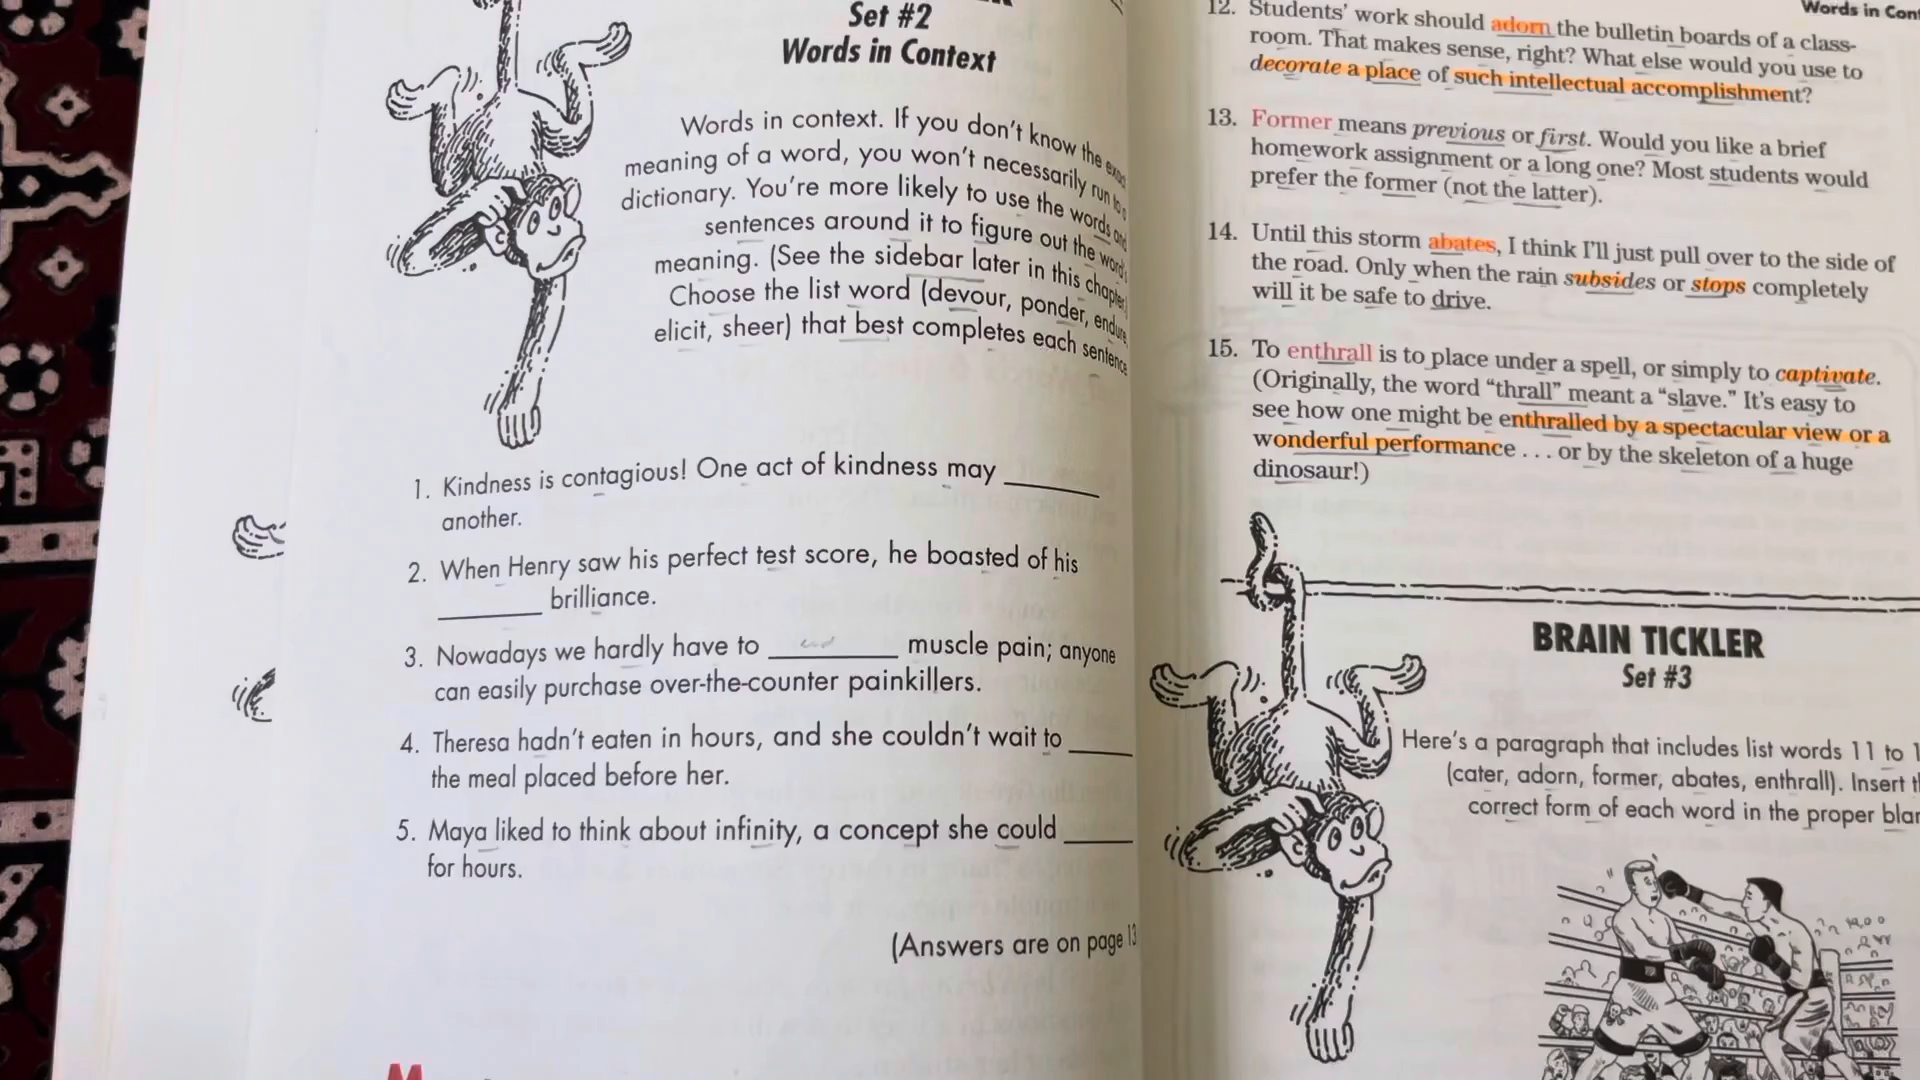 Set #2
Words in Context
Words in context. If you don't know the
meaning of a word, you won't necessarily run to a
dictionary. You're more likely to use the words and
sentences around it to figure out the word's
meaning. (See the sidebar later in this chapter.)
Choose the list word (devour, ponder, endure,
elicit, sheer) that best completes each sentence
1. Kindness is contagious! One act of kindness may ______
another.
2. When Henry saw his perfect test score, he boasted of his
______ brilliance.
3. Nowadays we hardly have to ______ muscle pain; anyone
can easily purchase over-the-counter painkillers.
4. Theresa hadn't eaten in hours, and she couldn't wait to ______
the meal placed before her.
5. Maya liked to think about infinity, a concept she could ______
for hours.
(Answers are on page 13
Words in Con
12. Students' work should adorn the bulletin boards of a class-
room. That makes sense, right? What else would you use to
decorate a place of such intellectual accomplishment?
13. Former means previous or first. Would you like a brief
homework assignment or a long one? Most students would
prefer the former (not the latter).
14. Until this storm abates, I think I'll just pull over to the side of
the road. Only when the rain subsides or stops completely
will it be safe to drive.
15. To enthrall is to place under a spell, or simply to captivate.
(Originally, the word "thrall" meant a "slave." It's easy to
see how one might be enthralled by a spectacular view or a
wonderful performance . . . or by the skeleton of a huge
dinosaur!)
BRAIN TICKLER
Set #3
Here's a paragraph that includes list words 11 to 1
(cater, adorn, former, abates, enthrall). Insert t
correct form of each word in the proper blan